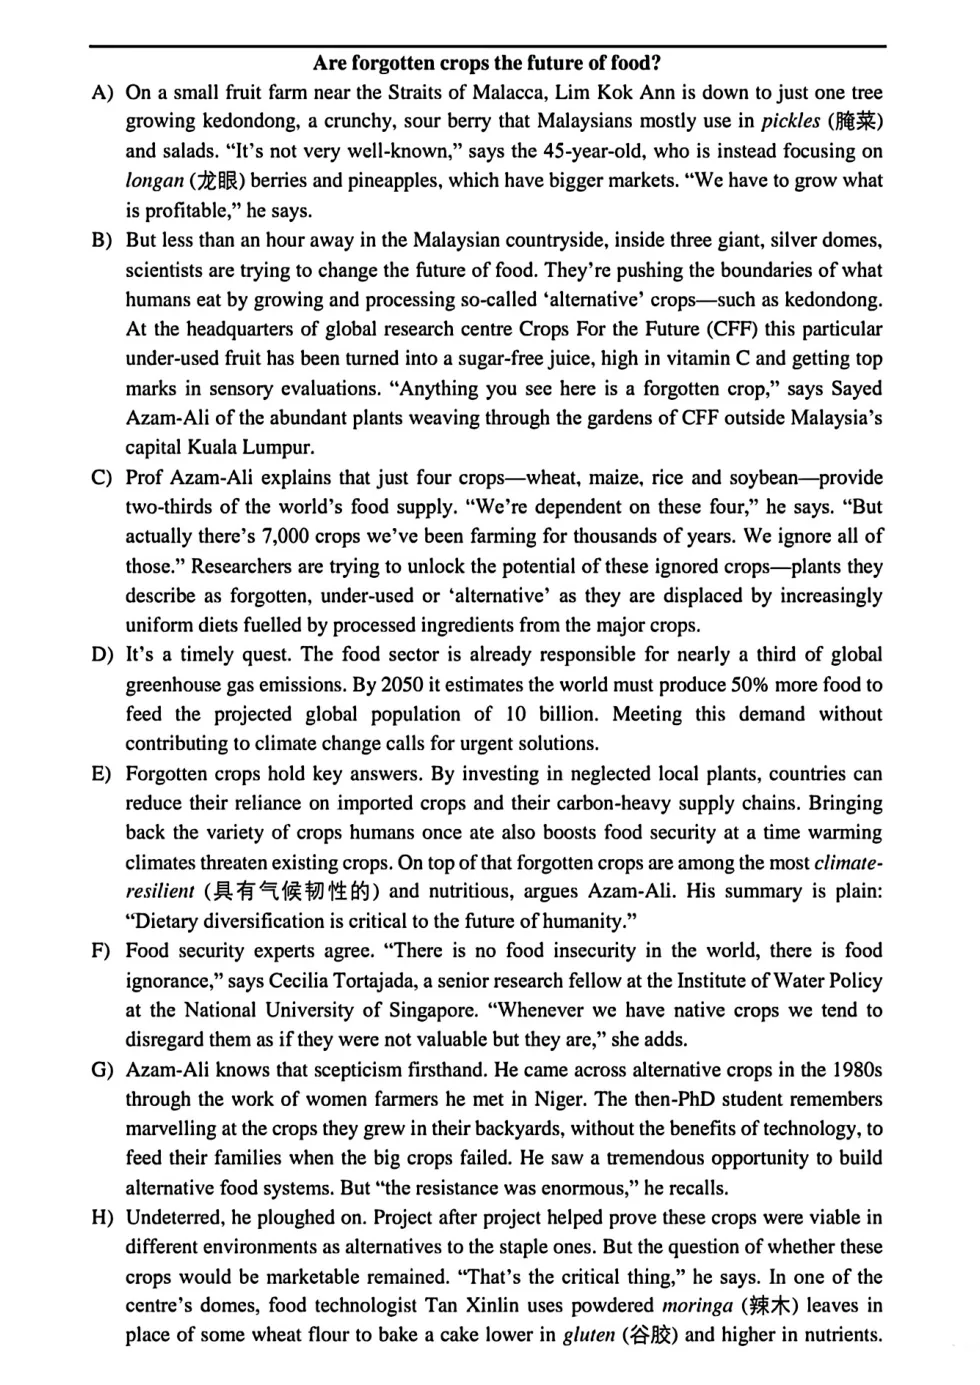 Are forgotten crops the future of food?
A) On a small fruit farm near the Straits of Malacca, Lim Kok Ann is down to just one tree
growing kedondong, a crunchy, sour berry that Malaysians mostly use in pickles (腌菜)
and salads. “It’s not very well-known,” says the 45-year-old, who is instead focusing on
longan (龙眼) berries and pineapples, which have bigger markets. “We have to grow what
is profitable,” he says.
B) But less than an hour away in the Malaysian countryside, inside three giant, silver domes,
scientists are trying to change the future of food. They’re pushing the boundaries of what
humans eat by growing and processing so-called ‘alternative’ crops—such as kedondong.
At the headquarters of global research centre Crops For the Future (CFF) this particular
under-used fruit has been turned into a sugar-free juice, high in vitamin C and getting top
marks in sensory evaluations. “Anything you see here is a forgotten crop,” says Sayed
Azam-Ali of the abundant plants weaving through the gardens of CFF outside Malaysia’s
capital Kuala Lumpur.
C) Prof Azam-Ali explains that just four crops—wheat, maize, rice and soybean—provide
two-thirds of the world’s food supply. “We’re dependent on these four,” he says. “But
actually there’s 7,000 crops we’ve been farming for thousands of years. We ignore all of
those.” Researchers are trying to unlock the potential of these ignored crops—plants they
describe as forgotten, under-used or ‘alternative’ as they are displaced by increasingly
uniform diets fuelled by processed ingredients from the major crops.
D) It’s a timely quest. The food sector is already responsible for nearly a third of global
greenhouse gas emissions. By 2050 it estimates the world must produce 50% more food to
feed the projected global population of 10 billion. Meeting this demand without
contributing to climate change calls for urgent solutions.
E) Forgotten crops hold key answers. By investing in neglected local plants, countries can
reduce their reliance on imported crops and their carbon-heavy supply chains. Bringing
back the variety of crops humans once ate also boosts food security at a time warming
climates threaten existing crops. On top of that forgotten crops are among the most climate-
resilient (具有气候韧性的) and nutritious, argues Azam-Ali. His summary is plain:
“Dietary diversification is critical to the future of humanity.”
F) Food security experts agree. “There is no food insecurity in the world, there is food
ignorance,” says Cecilia Tortajada, a senior research fellow at the Institute of Water Policy
at the National University of Singapore. “Whenever we have native crops we tend to
disregard them as if they were not valuable but they are,” she adds.
G) Azam-Ali knows that scepticism firsthand. He came across alternative crops in the 1980s
through the work of women farmers he met in Niger. The then-PhD student remembers
marvelling at the crops they grew in their backyards, without the benefits of technology, to
feed their families when the big crops failed. He saw a tremendous opportunity to build
alternative food systems. But “the resistance was enormous,” he recalls.
H) Undeterred, he ploughed on. Project after project helped prove these crops were viable in
different environments as alternatives to the staple ones. But the question of whether these
crops would be marketable remained. “That’s the critical thing,” he says. In one of the
centre’s domes, food technologist Tan Xinlin uses powdered moringa (辣木) leaves in
place of some wheat flour to bake a cake lower in gluten (谷胶) and higher in nutrients.